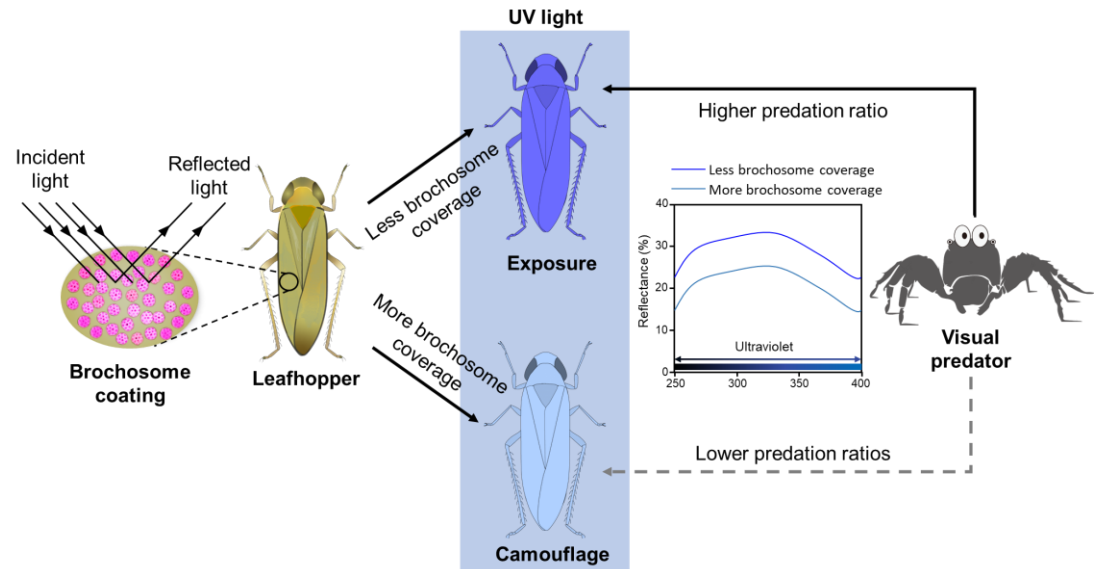 UV light
Incident
light
Reflected
light
Brochosome
coating
Leafhopper
Less brochosome
coverage
More brochosome
coverage
Exposure
Camouflage
Higher predation ratio
Less brochosome coverage
More brochosome coverage
Reflectance (%)
40
30
20
10
0
Ultraviolet
250
300
350
400
Visual
predator
Lower predation ratios